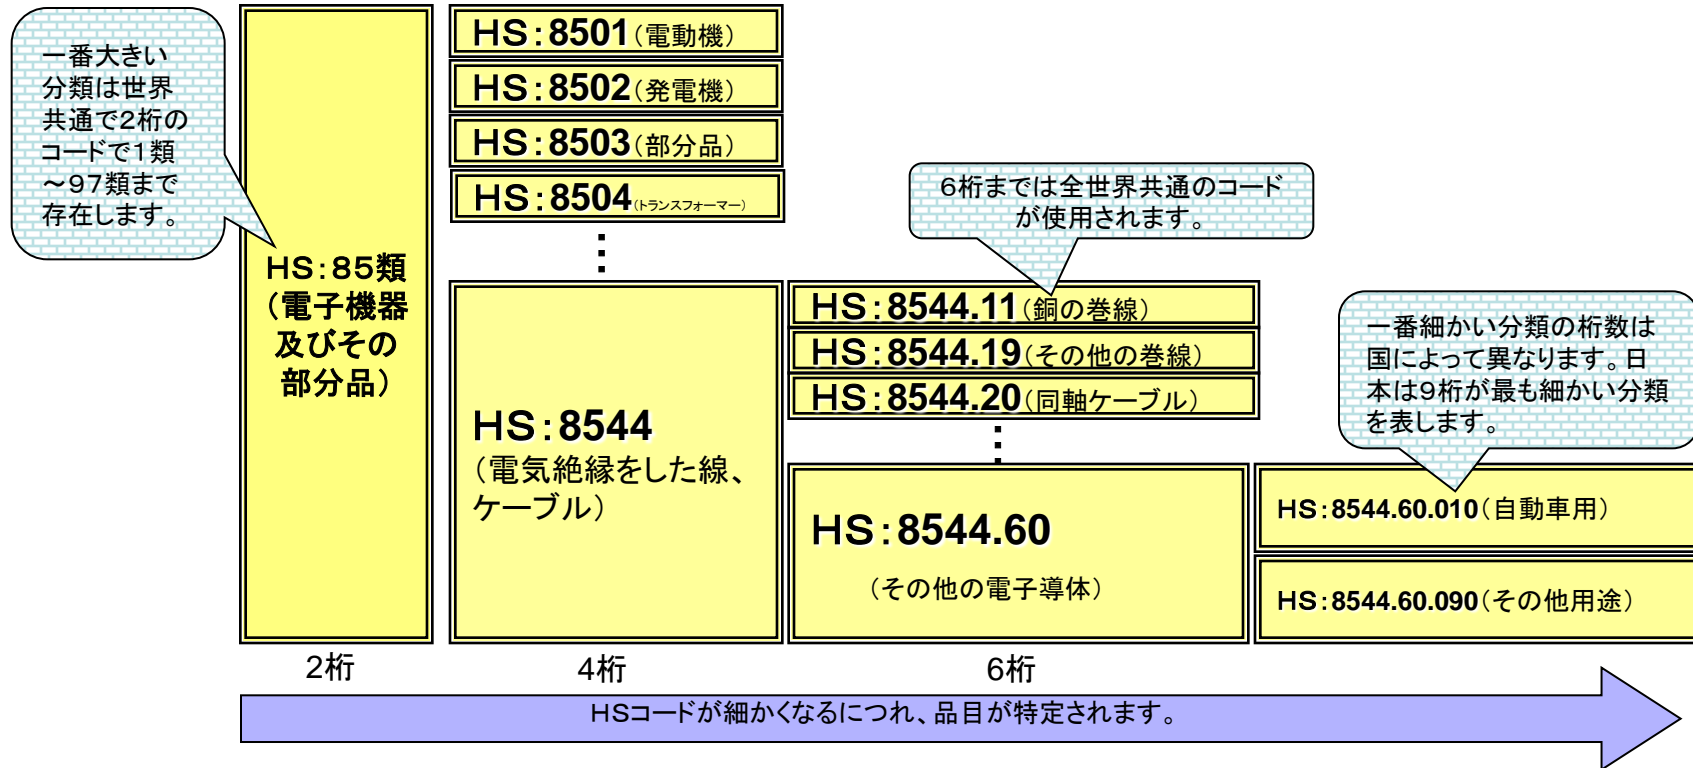 一番大きい
分類は世界
共通で2桁の
コードで1類
～97類まで
存在します。
HS:85類
（電子機器
及びその
部分品）
HS:8501（電動機）
HS:8502（発電機）
HS:8503（部分品）
HS:8504（トランスフォーマー）
HS:8544
（電気絶縁をした線、
ケーブル）
6桁までは全世界共通のコード
が使用されます。
HS:8544.11（銅の巻線）
HS:8544.19（その他の巻線）
HS:8544.20（同軸ケーブル）
HS:8544.60
（その他の電子導体）
一番細かい分類の桁数は
国によって異なります。日
本は9桁が最も細かい分類
を表します。
HS:8544.60.010（自動車用）
HS:8544.60.090（その他用途）
2桁
4桁
6桁
HSコードが細かくなるにつれ、品目が特定されます。